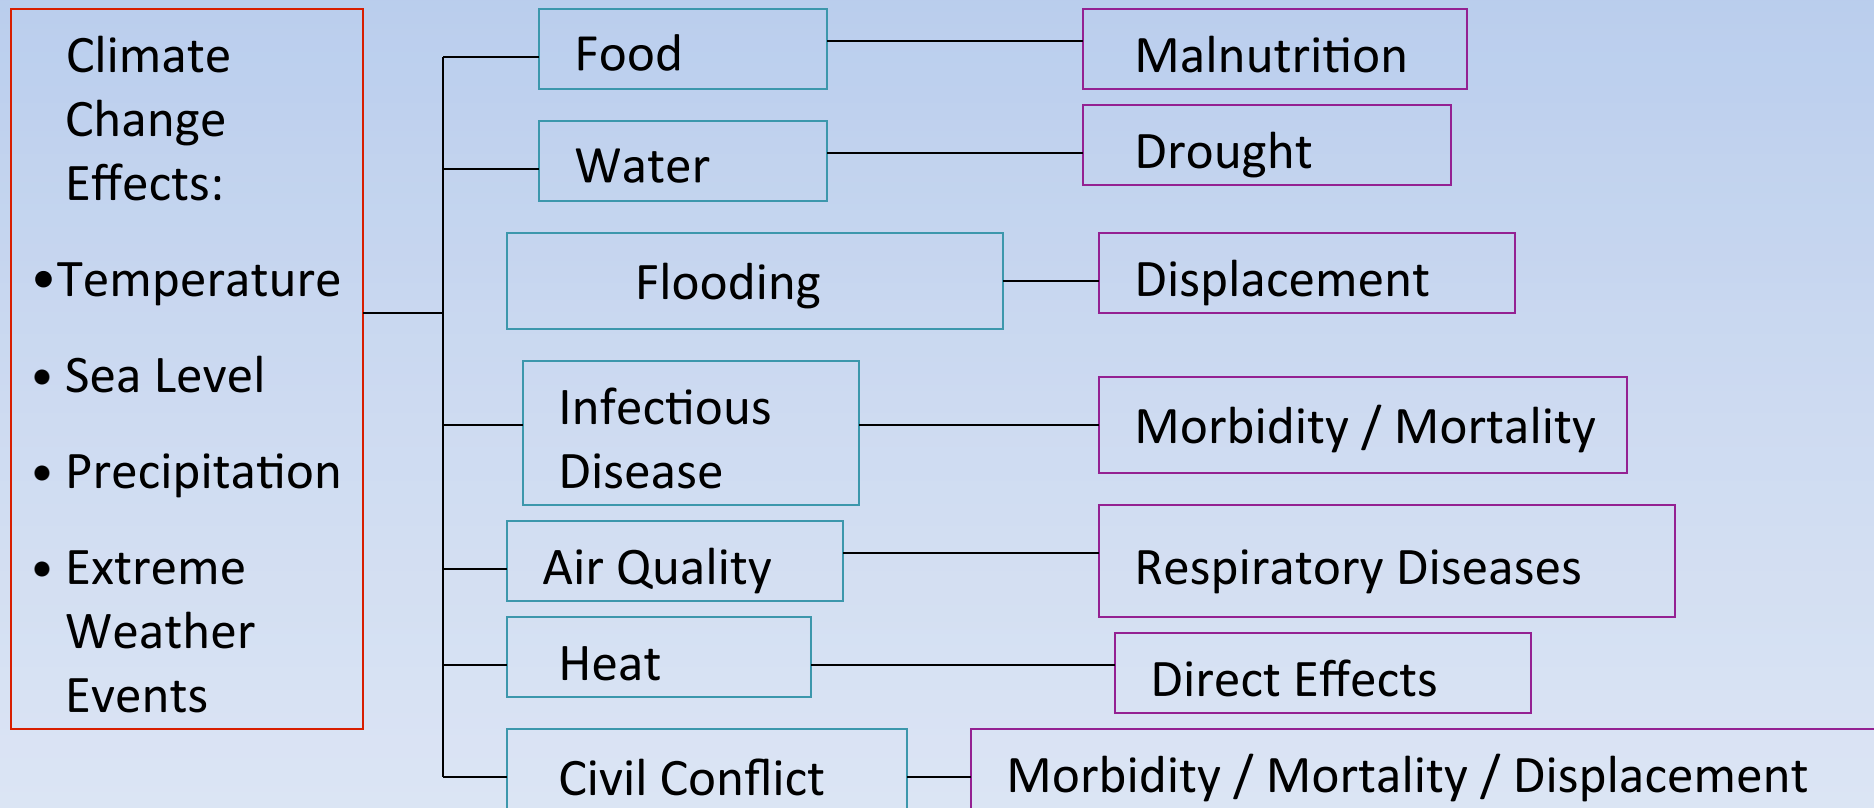 Climate
Change
Effects:
•Temperature
• Sea Level
• Precipitation
• Extreme
Weather
Events
Food
Malnutrition
Water
Drought
Flooding
Displacement
Infectious
Disease
Morbidity / Mortality
Air Quality
Respiratory Diseases
Heat
Direct Effects
Civil Conflict
Morbidity / Mortality / Displacement